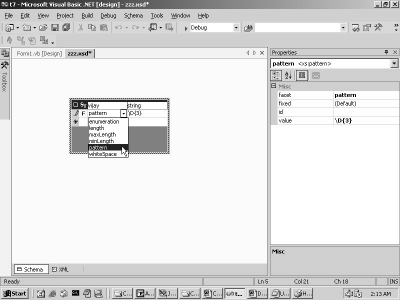 t7 - Microsoft Visual Basic .NET [design] - zzz.xsd*
File Edit View Project Build Debug Schema Tools Window Help
Debug
Form1.vb [Design] zzz.xsd*
Toolbox
vijay string
F pattern \D{3}
enumeration
length
maxLength
minLength
pattern
whiteSpace
Schema XML
Properties
pattern <xs:pattern>
Misc
facet pattern
fixed (Default)
id
value \D{3}
Misc
Ready Ln 5 Col 21 Ch 18 INS
Start 2:13 AM